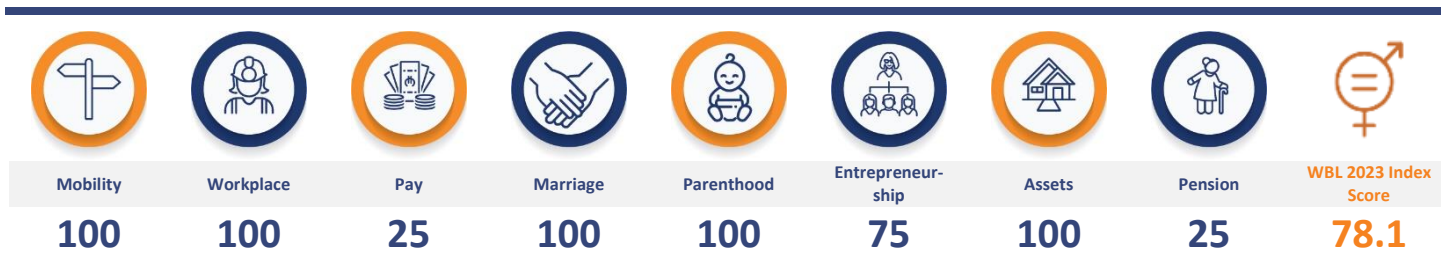 Mobility
Workplace
Pay
Marriage
Parenthood
Entrepreneur-
ship
Assets
Pension
WBL 2023 Index
Score
100
100
25
100
100
75
100
25
78.1